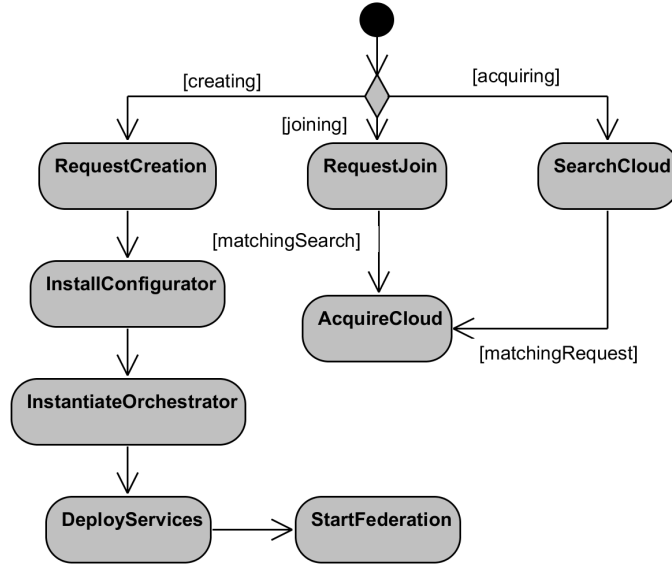 [creating]
[acquiring]
[joining]
RequestCreation
RequestJoin
SearchCloud
[matchingSearch]
InstallConfigurator
AcquireCloud
[matchingRequest]
InstantiateOrchestrator
DeployServices
StartFederation